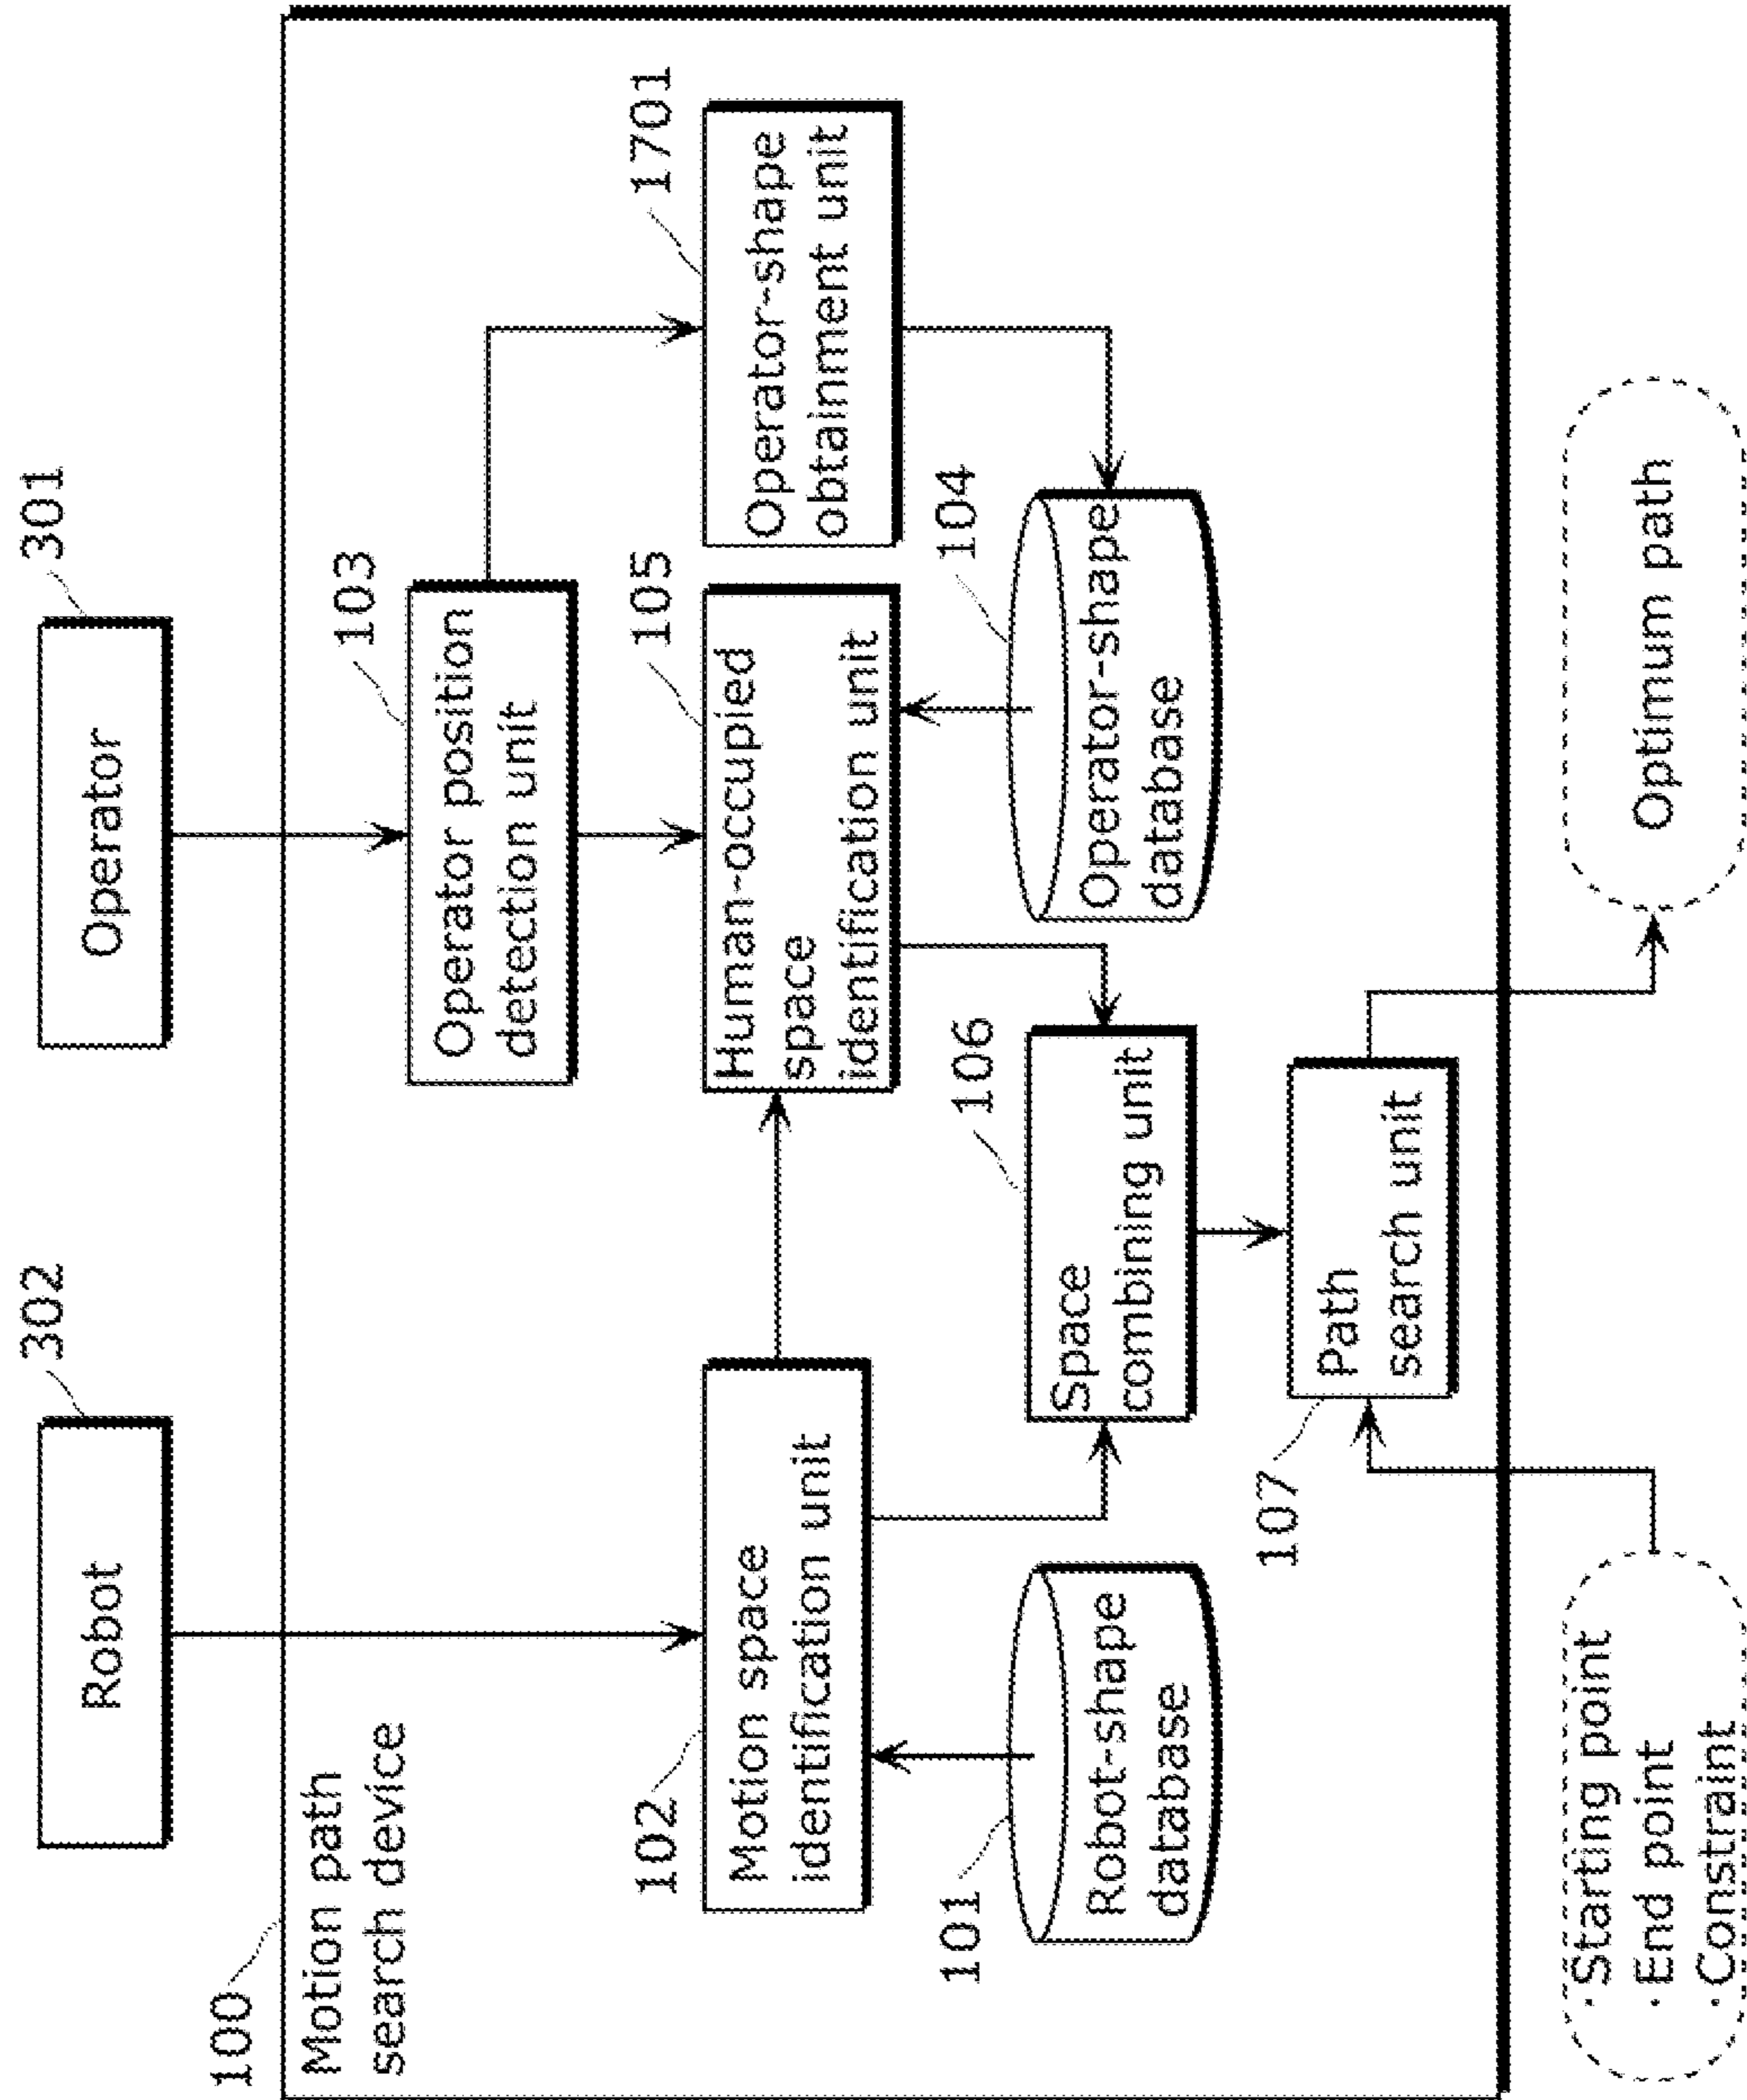 302
Robot
301
Operator
100
Motion path
search device
103
Operator position
detection unit
102
Motion space
identification unit
105
Human-occupied
space
identification unit
1701
Operator-shape
obtainment unit
101
Robot-shape
database
106
Space
combining unit
104
Operator-shape
database
107
Path
search unit
·Starting point
·End point
·Constraint
Optimum path